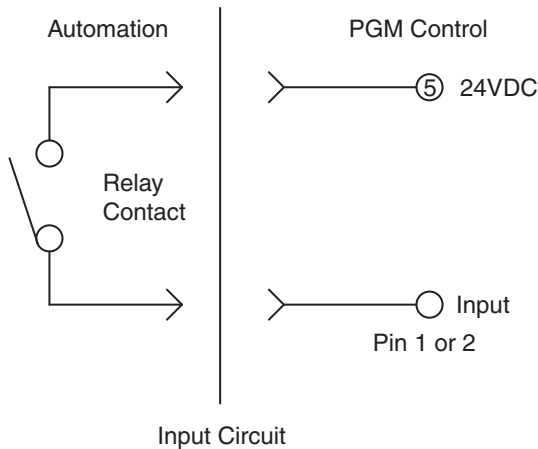 Automation
PGM Control
5 24VDC
Relay
Contact
Input
Pin 1 or 2
Input Circuit